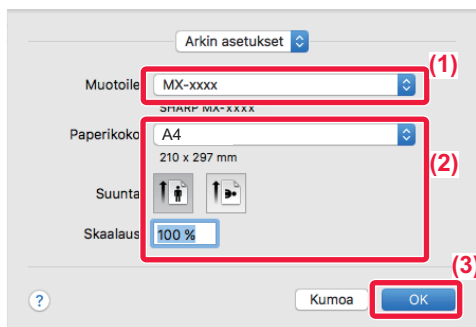 Arkin asetukset
(1)
Muotoile MX-xxxx
SHARP MX-xxxx
Paperikoko A4
210 x 297 mm
(2)
Suunta
Skaalaus 100 %
(3)
? Kumoa OK